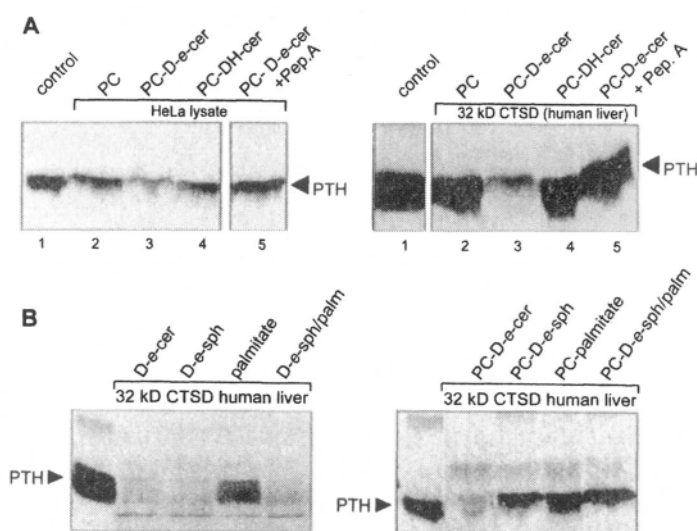 A
control
PC
PC-D-e-cer
PC-DH-cer
PC- D-e-cer
+Pep.A
HeLa lysate
PTH
1 2 3 4 5
control
PC
PC-D-e-cer
PC-DH-cer
PC-D-e-cer
+ Pep. A
32 kD CTSD (human liver)
PTH
1 2 3 4 5
B
D-e-cer
D-e-sph
palmitate
D-e-sph/palm
32 kD CTSD human liver
PTH
PC-D-e-cer
PC-D-e-sph
PC-palmitate
PC-D-e-sph/palm
32 kD CTSD human liver
PTH